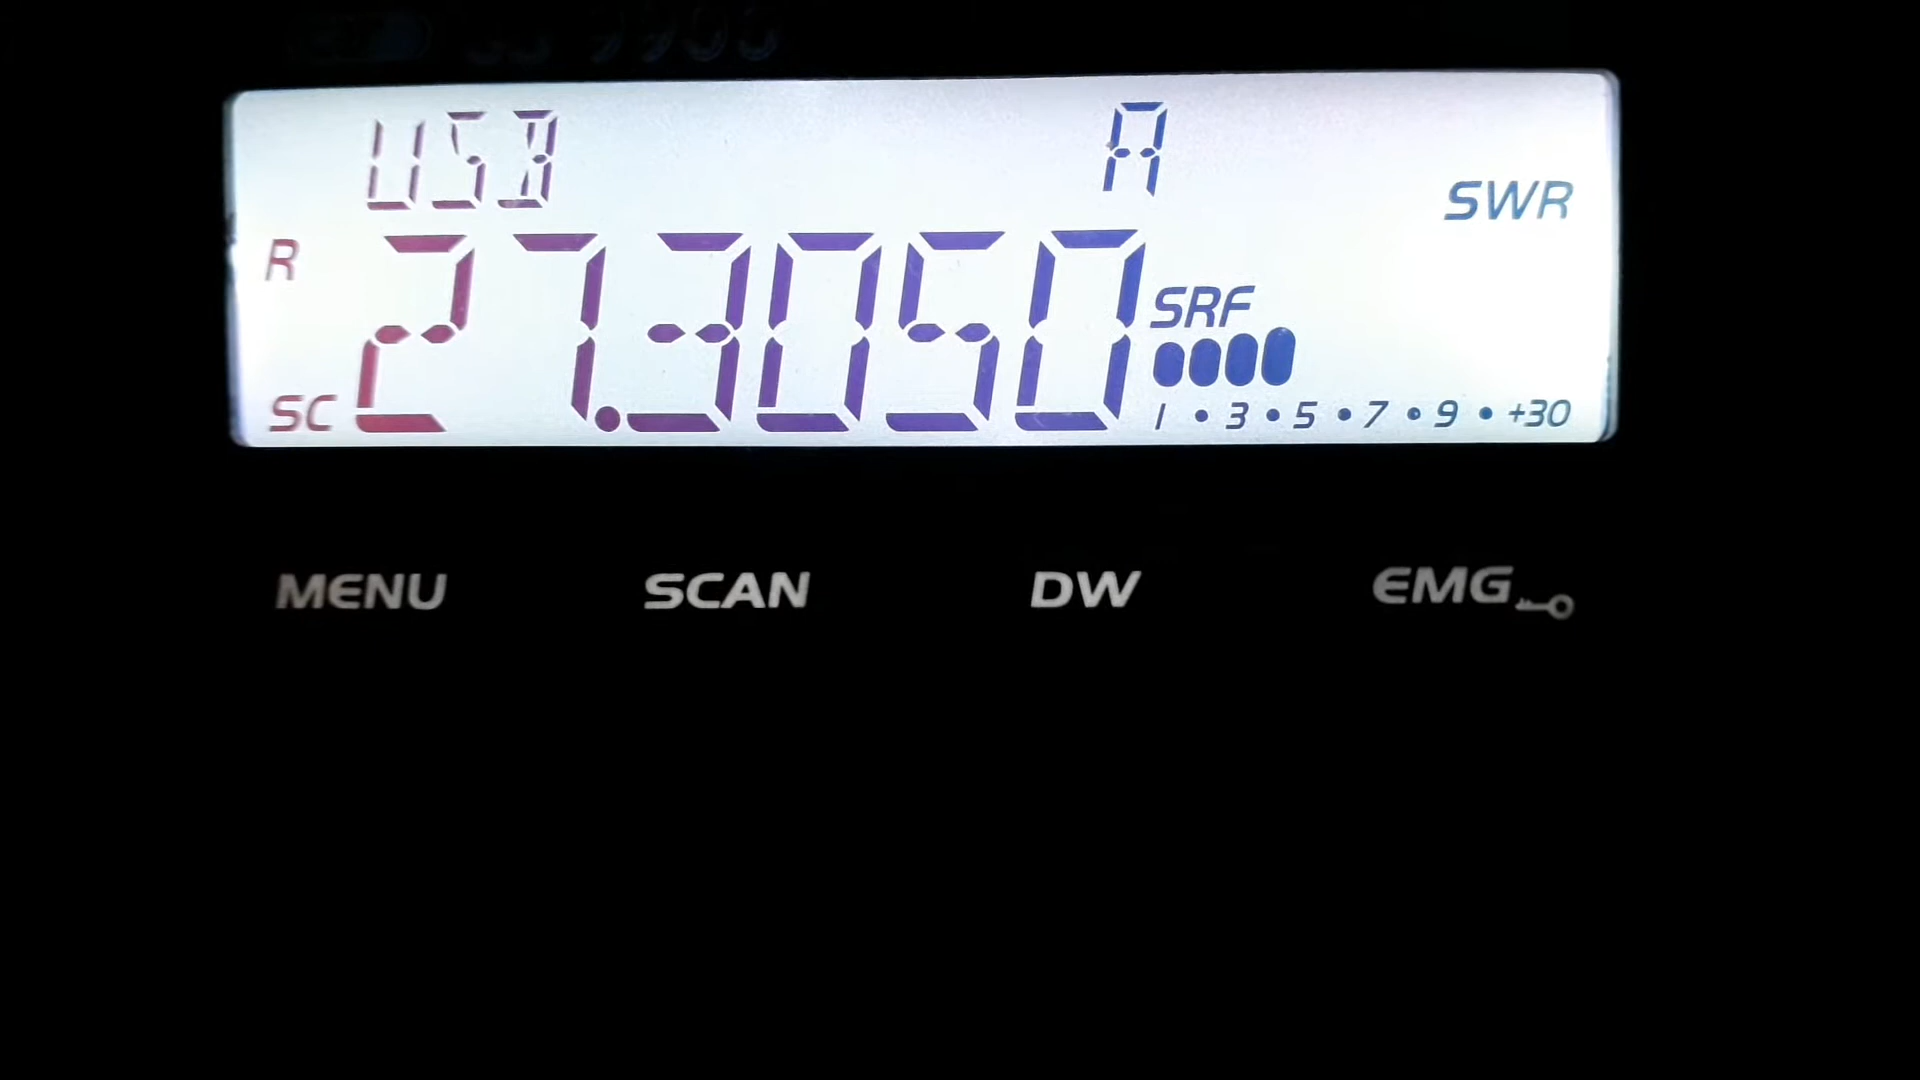 USB A
SWR
R
27.3050
SRF
SC
1 • 3 • 5 • 7 • 9 • +30
MENU SCAN DW EMG